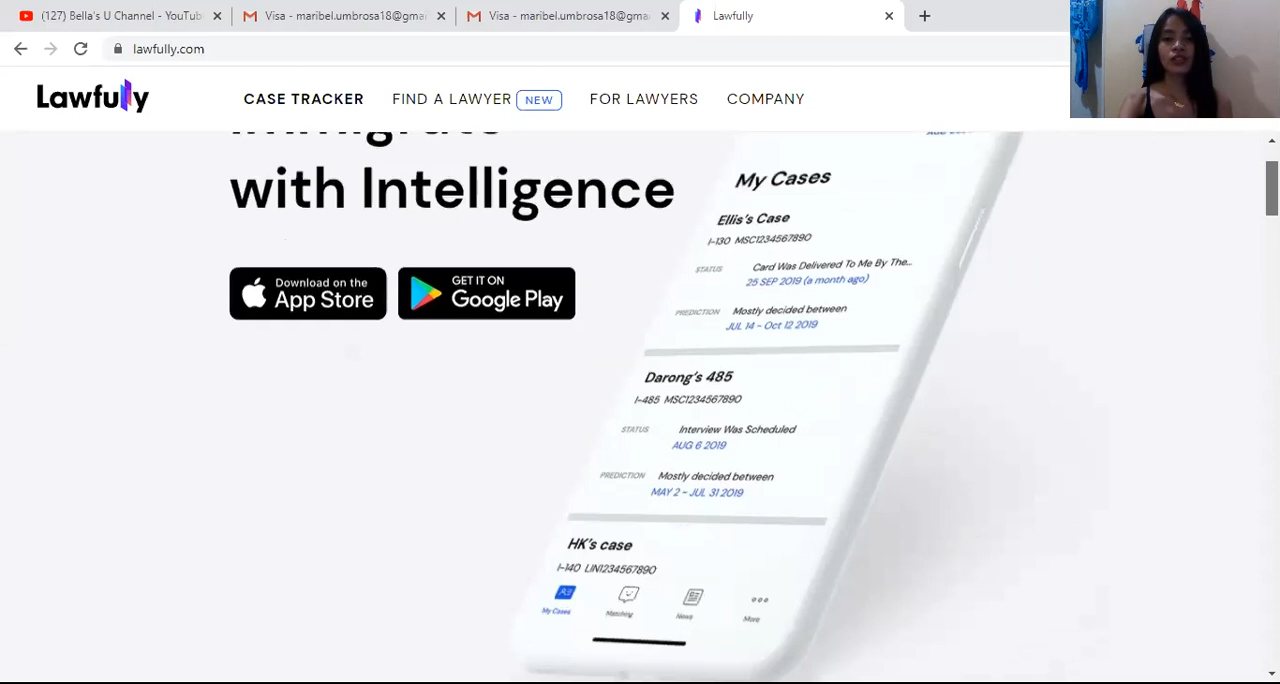 (127) Bella's U Channel - YouTub
Visa - maribel.umbrosa18@gma
Visa - maribel.umbrosa18@gma
Lawfully
lawfully.com
Lawfully
CASE TRACKER
FIND A LAWYER NEW
FOR LAWYERS
COMPANY
Immigrate
with Intelligence
Download on the
App Store
GET IT ON
Google Play
My Cases
Ellis's Case
I-130 MSC1234567890
STATUS Card Was Delivered To Me By The...
25 SEP 2019 (a month ago)
PREDICTION Mostly decided between
JUL 14 - Oct 12 2019
Darong's 485
I-485 MSC1234567890
STATUS Interview Was Scheduled
AUG 6 2019
PREDICTION Mostly decided between
MAY 2 - JUL 31 2019
HK's case
I-140 LIN1234567890
My Cases
Matching
News
More